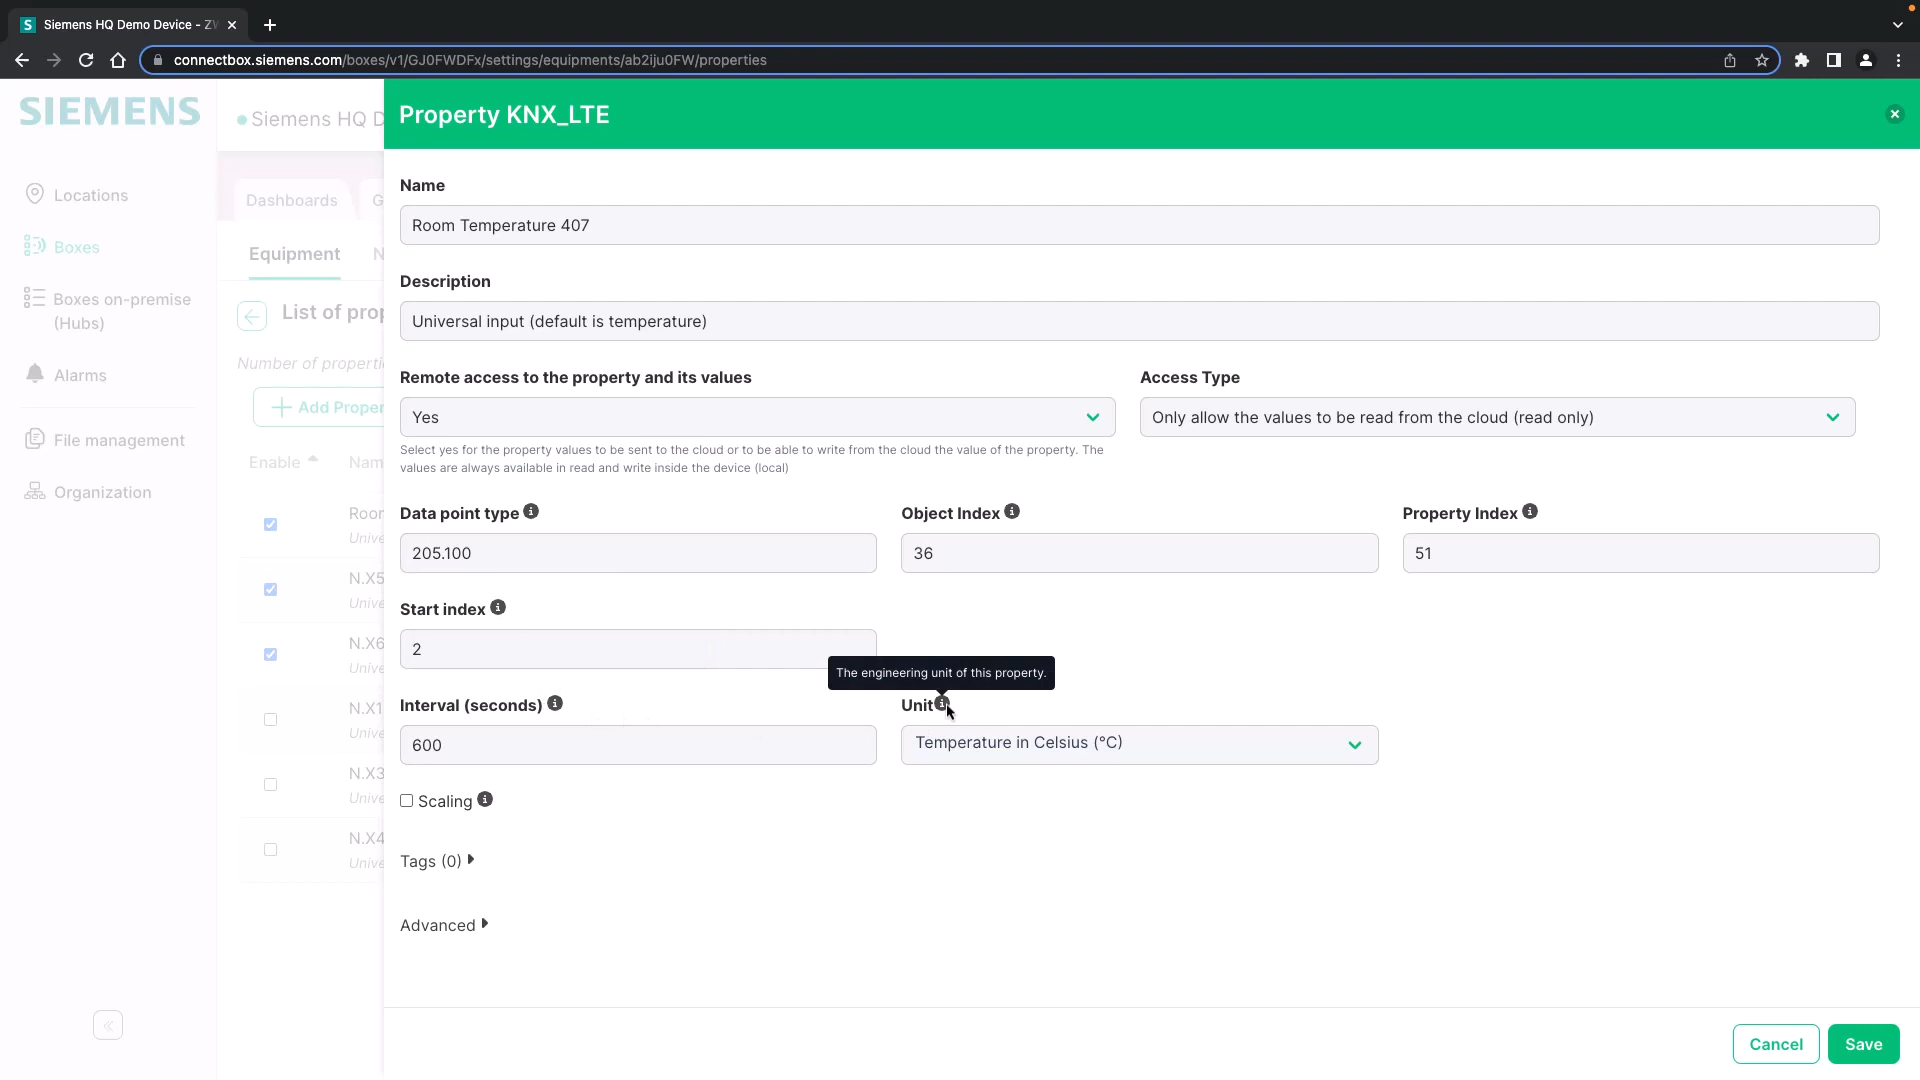 Siemens HQ Demo Device - ZW
connectbox.siemens.com/boxes/v1/GJ0FWDFx/settings/equipments/ab2iju0FW/properties
SIEMENS
Siemens HQ D
Property KNX_LTE
Locations
Boxes
Boxes on-premise
(Hubs)
Alarms
File management
Organization
Dashboards
G
Equipment
N
List of prop
Number of properti
Add Proper
Enable
Nam
Roor
Unive
N.X5
Unive
N.X6
Unive
N.X1
Unive
N.X3
Unive
N.X4
Unive
Name
Room Temperature 407
Description
Universal input (default is temperature)
Remote access to the property and its values
Access Type
Yes
Only allow the values to be read from the cloud (read only)
Select yes for the property values to be sent to the cloud or to be able to write from the cloud the value of the property. The
values are always available in read and write inside the device (local)
Data point type
Object Index
Property Index
205.100
36
51
Start index
2
The engineering unit of this property.
Interval (seconds)
Unit
600
Temperature in Celsius (°C)
Scaling
Tags (0)
Advanced
Cancel
Save